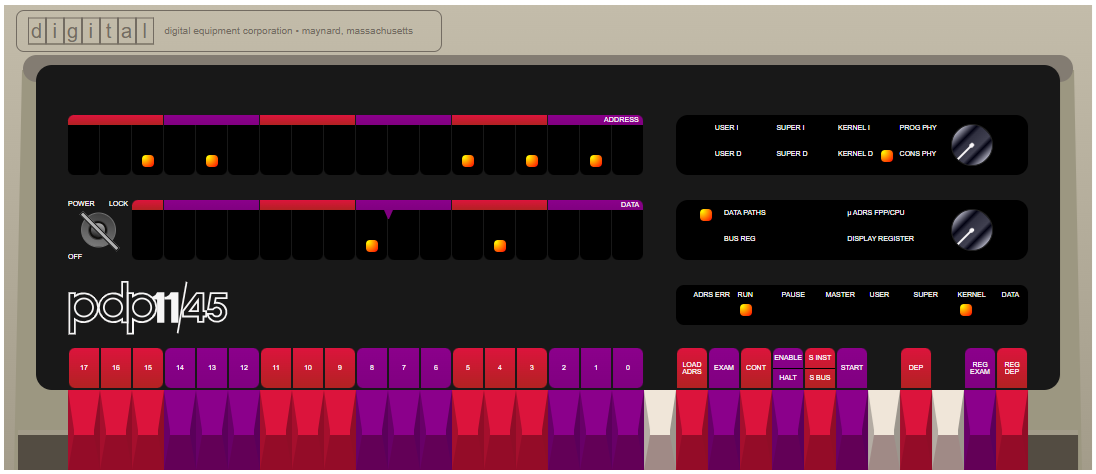 digital digital equipment corporation • maynard, massachusetts
ADDRESS
USER I SUPER I KERNEL I PROG PHY
USER D SUPER D KERNEL D CONS PHY
POWER LOCK
OFF
DATA
DATA PATHS µ ADRS FPP/CPU
BUS REG DISPLAY REGISTER
pdp11/45
ADRS ERR RUN PAUSE MASTER USER SUPER KERNEL DATA
17 16 15 14 13 12 11 10 9 8 7 6 5 4 3 2 1 0
LOAD ADRS EXAM CONT ENABLE HALT S INST S BUS START DEP REG EXAM REG DEP